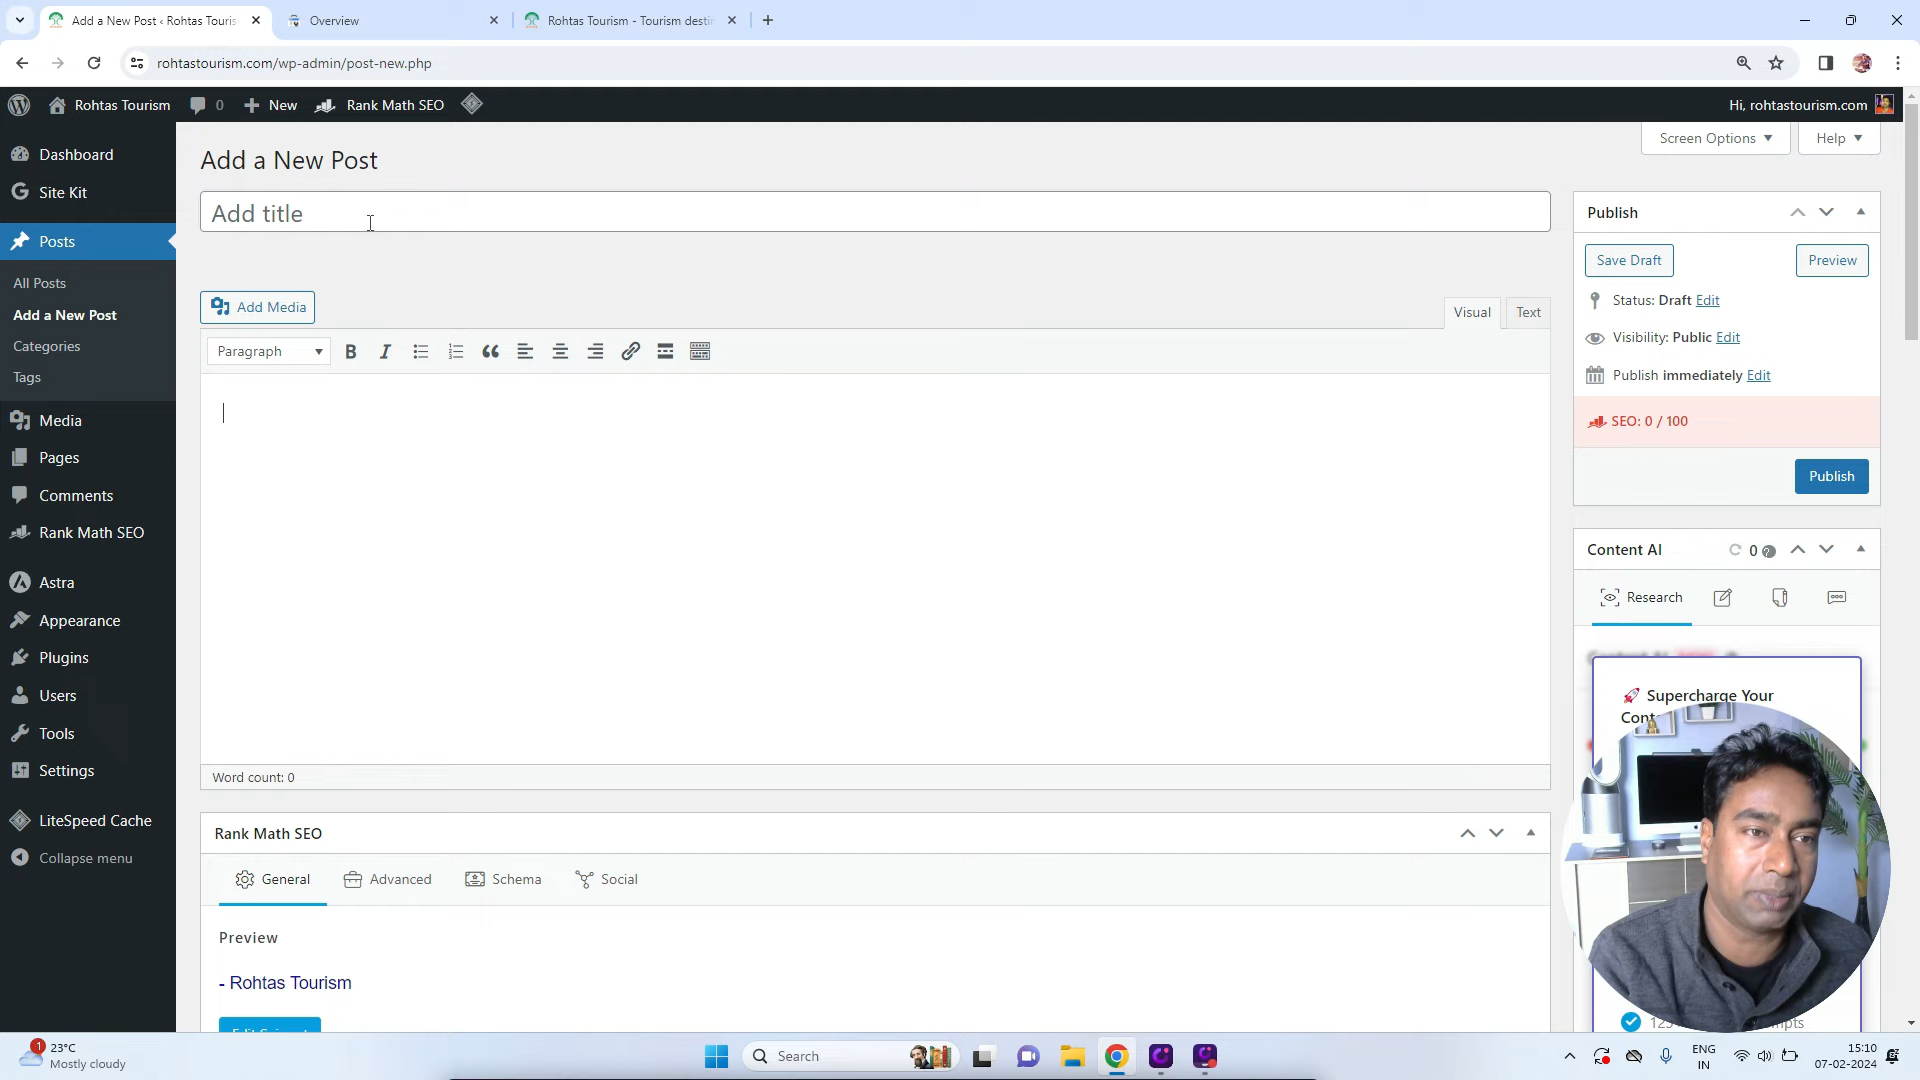 Add a New Post ‹ Rohtas Touris
Overview
Rohtas Tourism - Tourism desti
rohtastourism.com/wp-admin/post-new.php
Rohtas Tourism
0
New
Rank Math SEO
Hi, rohtastourism.com
Dashboard
Site Kit
Posts
All Posts
Add a New Post
Categories
Tags
Media
Pages
Comments
Rank Math SEO
Astra
Appearance
Plugins
Users
Tools
Settings
LiteSpeed Cache
Collapse menu
Screen Options
Help
Add a New Post
Add title
Add Media
Visual
Text
Paragraph
Word count: 0
Rank Math SEO
General
Advanced
Schema
Social
Preview
- Rohtas Tourism
Publish
Save Draft
Preview
Status: Draft Edit
Visibility: Public Edit
Publish immediately Edit
SEO: 0 / 100
Publish
Content AI
0
Research
Supercharge Your
1
23°C
Mostly cloudy
Search
ENG
IN
15:10
07-02-2024